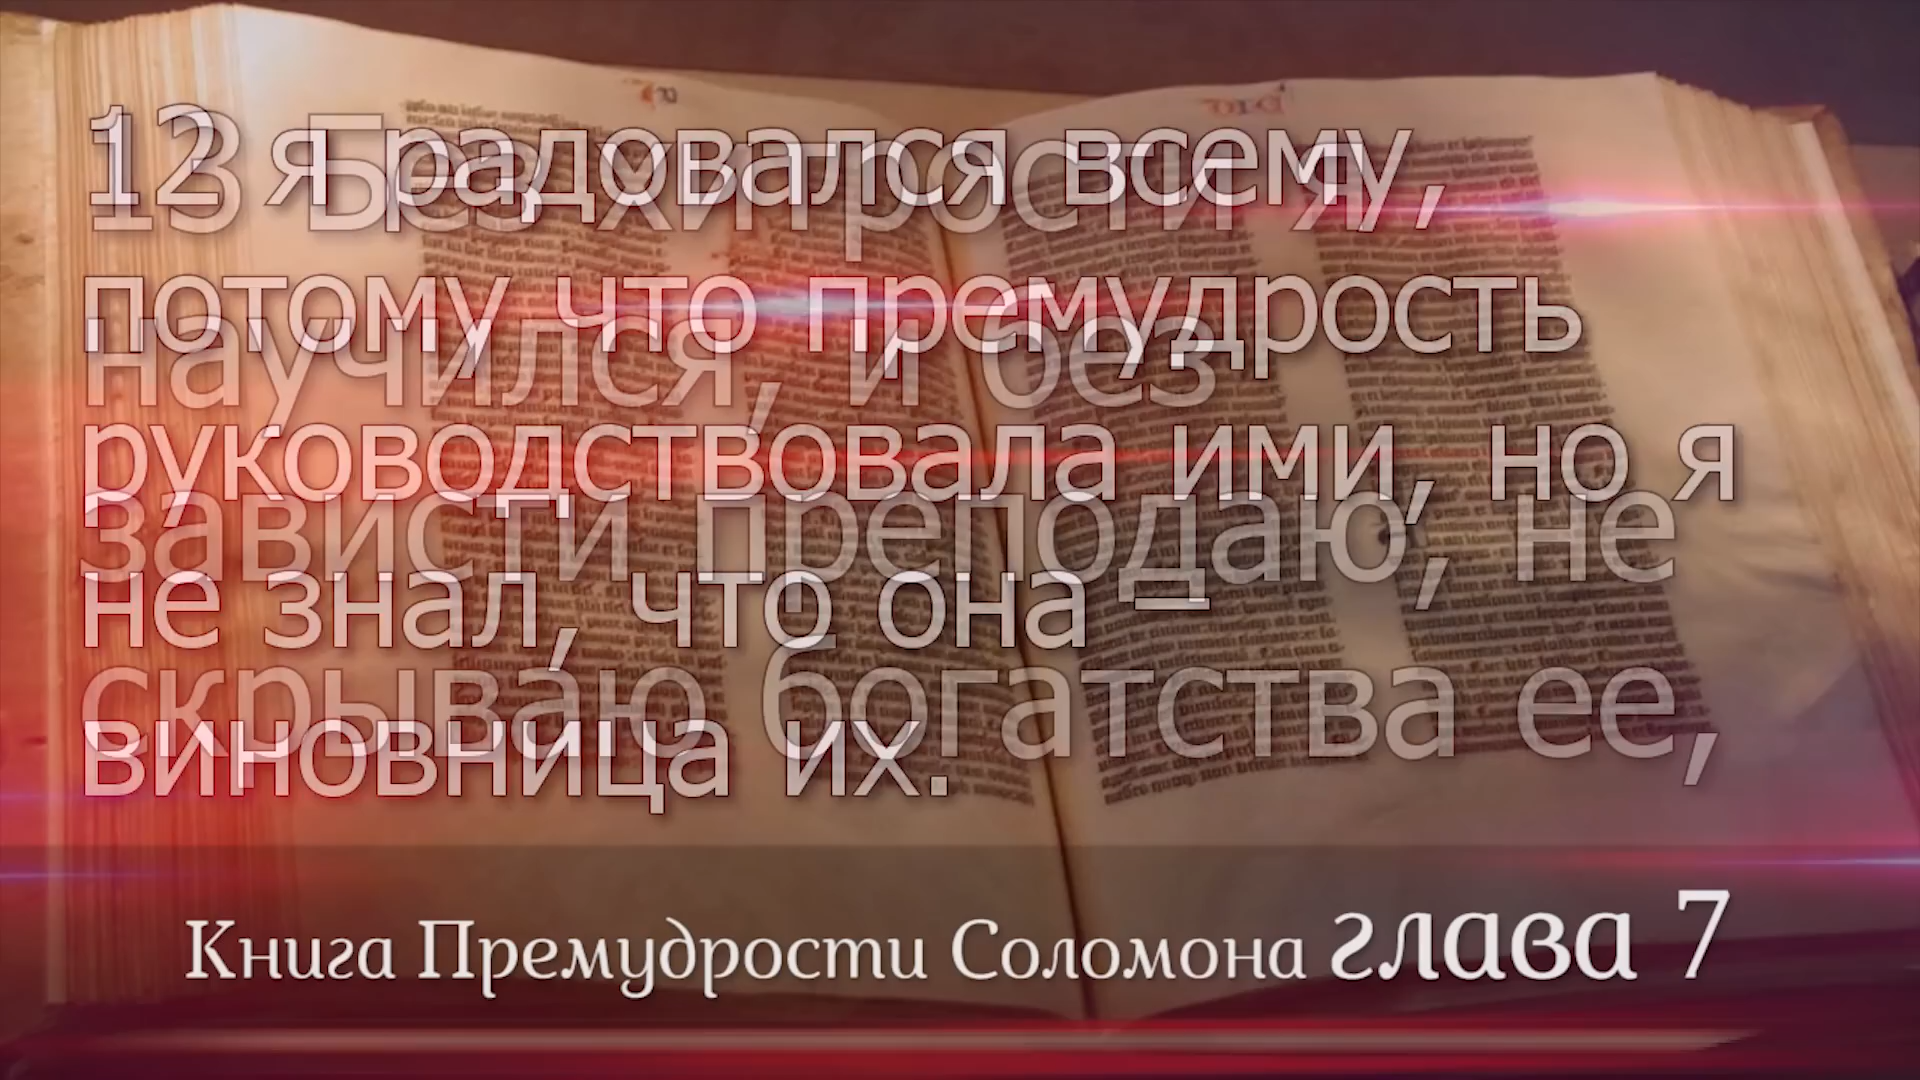 12 я радовался всему,
потому что премудрость
руководствовала ими, но я
не знал, что она –
виновница их.
13 Без хитрости я
научился, и без
зависти преподаю, не
скрываю богатства ее,
Книга Премудрости Соломона глава 7